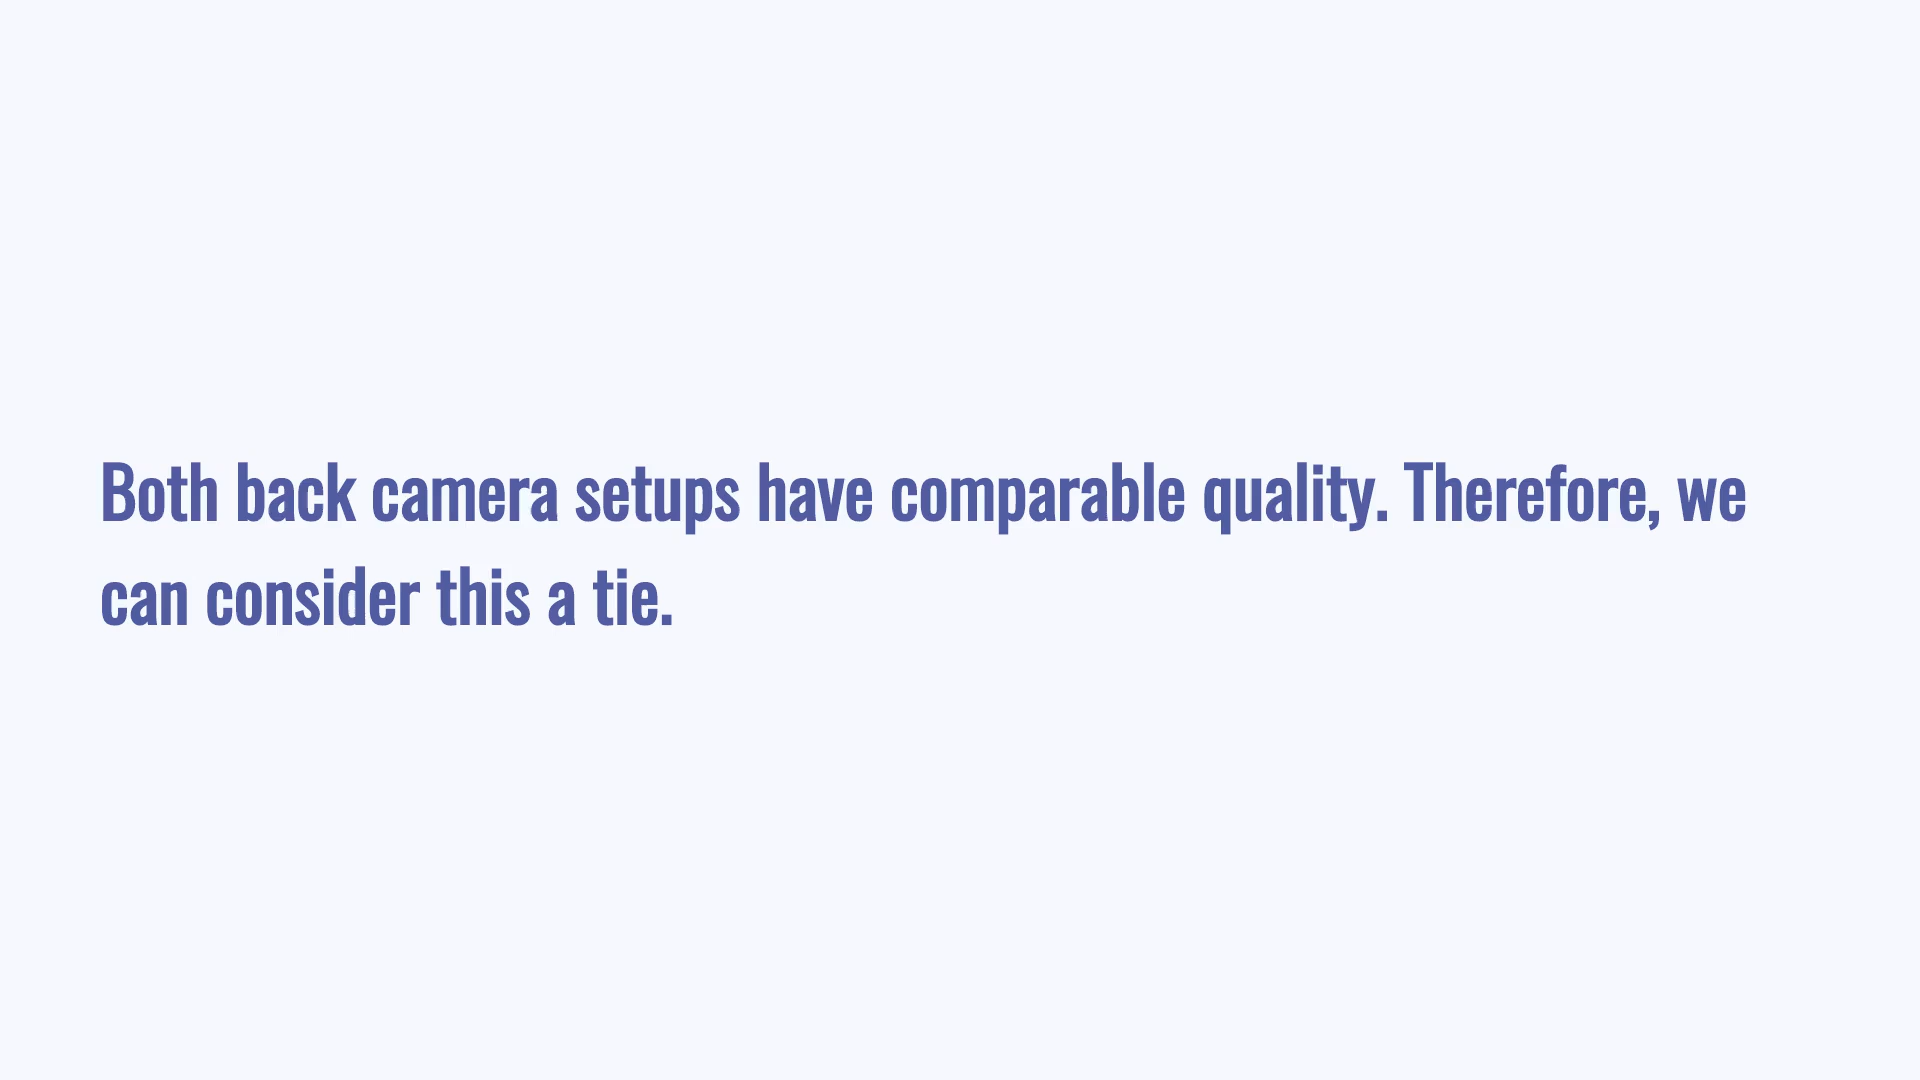 Both back camera setups have comparable quality. Therefore, we
can consider this a tie.